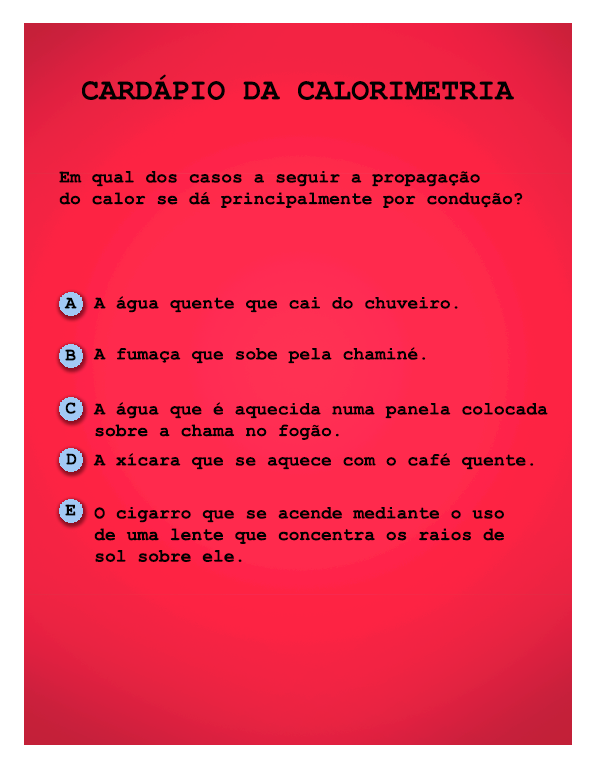 CARDÁPIO DA CALORIMETRIA
Em qual dos casos a seguir a propagação
do calor se dá principalmente por condução?
A A água quente que cai do chuveiro.
B A fumaça que sobe pela chaminé.
C A água que é aquecida numa panela colocada
sobre a chama no fogão.
D A xícara que se aquece com o café quente.
E O cigarro que se acende mediante o uso
de uma lente que concentra os raios de
sol sobre ele.